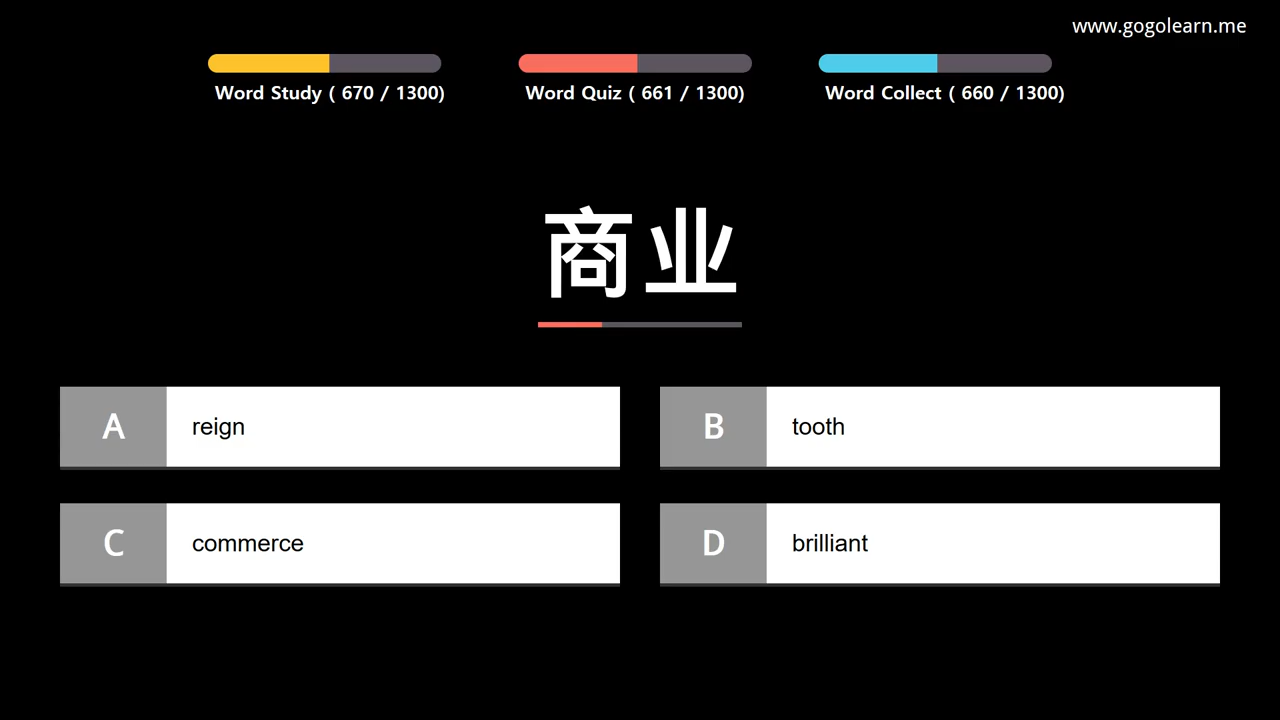 www.gogolearn.me
Word Study ( 670 / 1300)
Word Quiz ( 661 / 1300)
Word Collect ( 660 / 1300)
商业
A reign
B tooth
C commerce
D brilliant